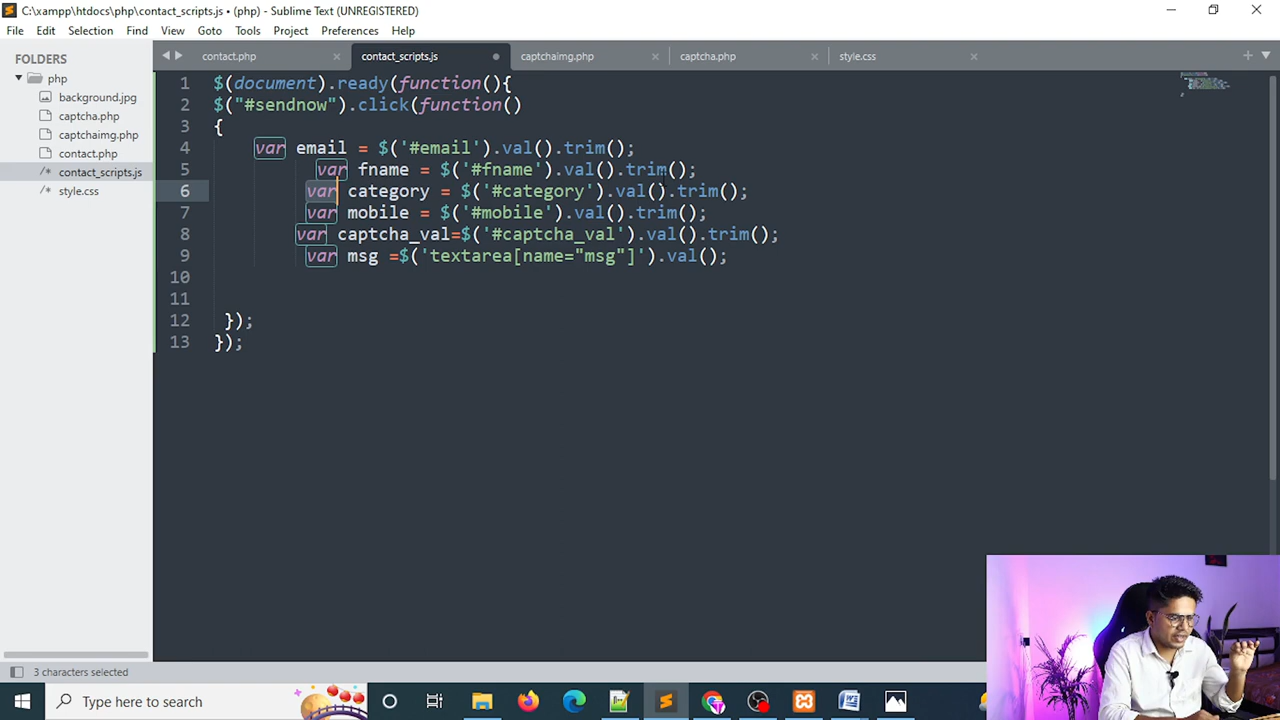 C:\xampp\htdocs\php\contact_scripts.js • (php) - Sublime Text (UNREGISTERED)
File Edit Selection Find View Goto Tools Project Preferences Help
FOLDERS
php
background.jpg
captcha.php
captchaimg.php
contact.php
/* contact_scripts.js
/* style.css
contact.php contact_scripts.js captchaimg.php captcha.php style.css
1 $(document).ready(function(){
2 $("#sendnow").click(function()
3 {
4 var email = $('#email').val().trim();
5 var fname = $('#fname').val().trim();
6 var category = $('#category').val().trim();
7 var mobile = $('#mobile').val().trim();
8 var captcha_val=$('#captcha_val').val().trim();
9 var msg =$('textarea[name="msg"]').val();
10
11
12 });
13 });
3 characters selected
Type here to search